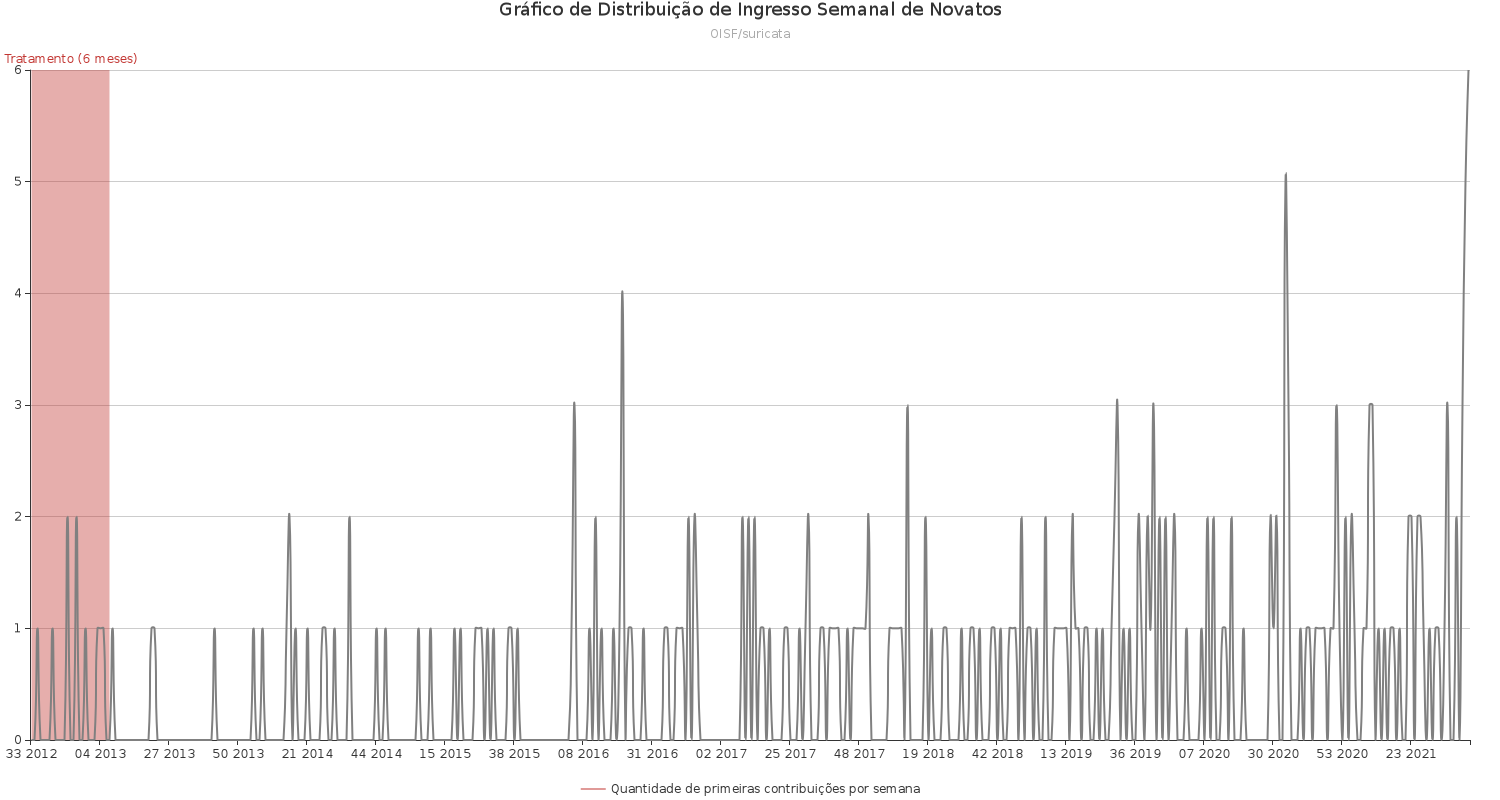 Gráfico de Distribuição de Ingresso Semanal de Novatos
OISF/suricata
Tratamento (6 meses)
6
5
4
3
2
1
0
33 2012 04 2013 27 2013 50 2013 21 2014 44 2014 15 2015 38 2015 08 2016 31 2016 02 2017 25 2017 48 2017 19 2018 42 2018 13 2019 36 2019 07 2020 30 2020 53 2020 23 2021
Quantidade de primeiras contribuições por semana